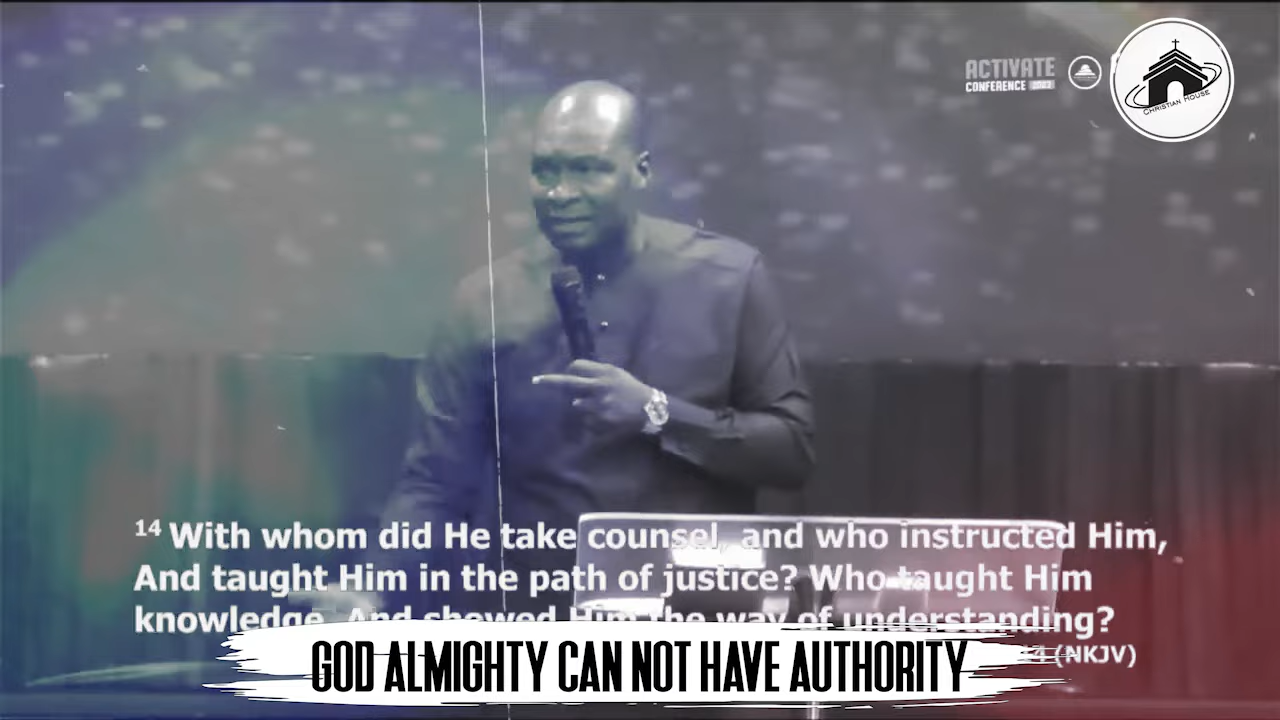 ACTIVATE
CONFERENCE 2022
CHRISTIAN HOUSE
14 With whom did He take counsel, and who instructed Him,
And taught Him in the path of justice? Who taught Him
knowledge, And showed Him the way of understanding?
(NKJV)
GOD ALMIGHTY CAN NOT HAVE AUTHORITY